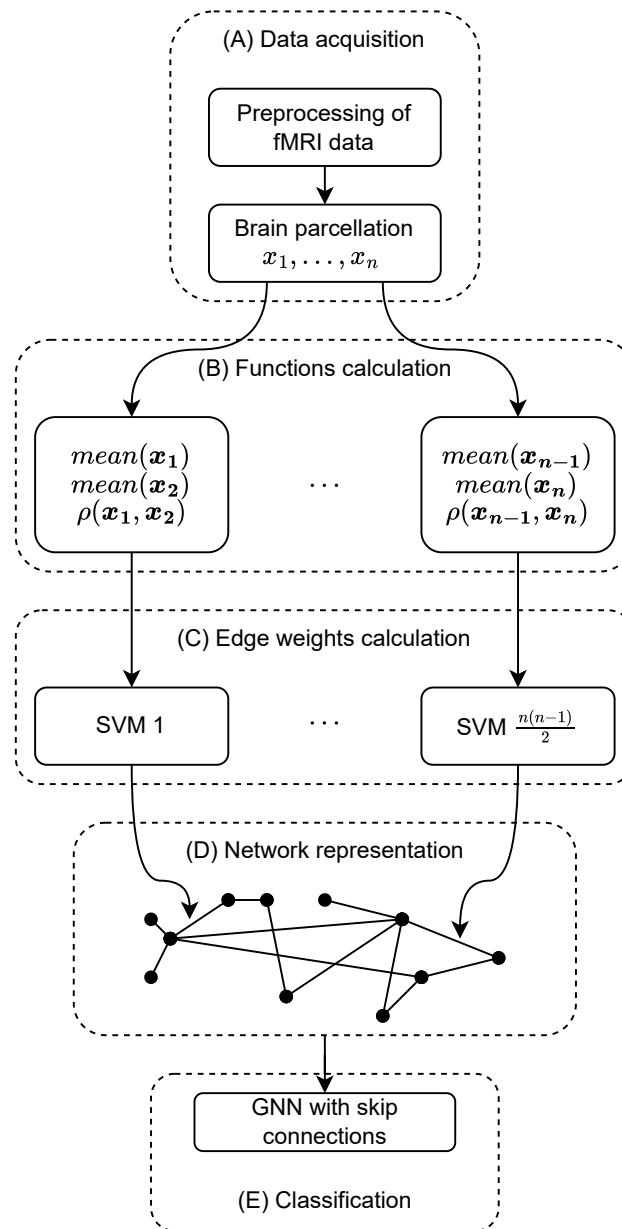 (A) Data acquisition
Preprocessing of
fMRI data
Brain parcellation
x₁, . . . , xₙ
(B) Functions calculation
mean(x₁)
mean(x₂)
ρ(x₁, x₂)
. . .
mean(xₙ₋₁)
mean(xₙ)
ρ(xₙ₋₁, xₙ)
(C) Edge weights calculation
SVM 1
. . .
SVM n(n−1)/2
(D) Network representation
GNN with skip
connections
(E) Classification